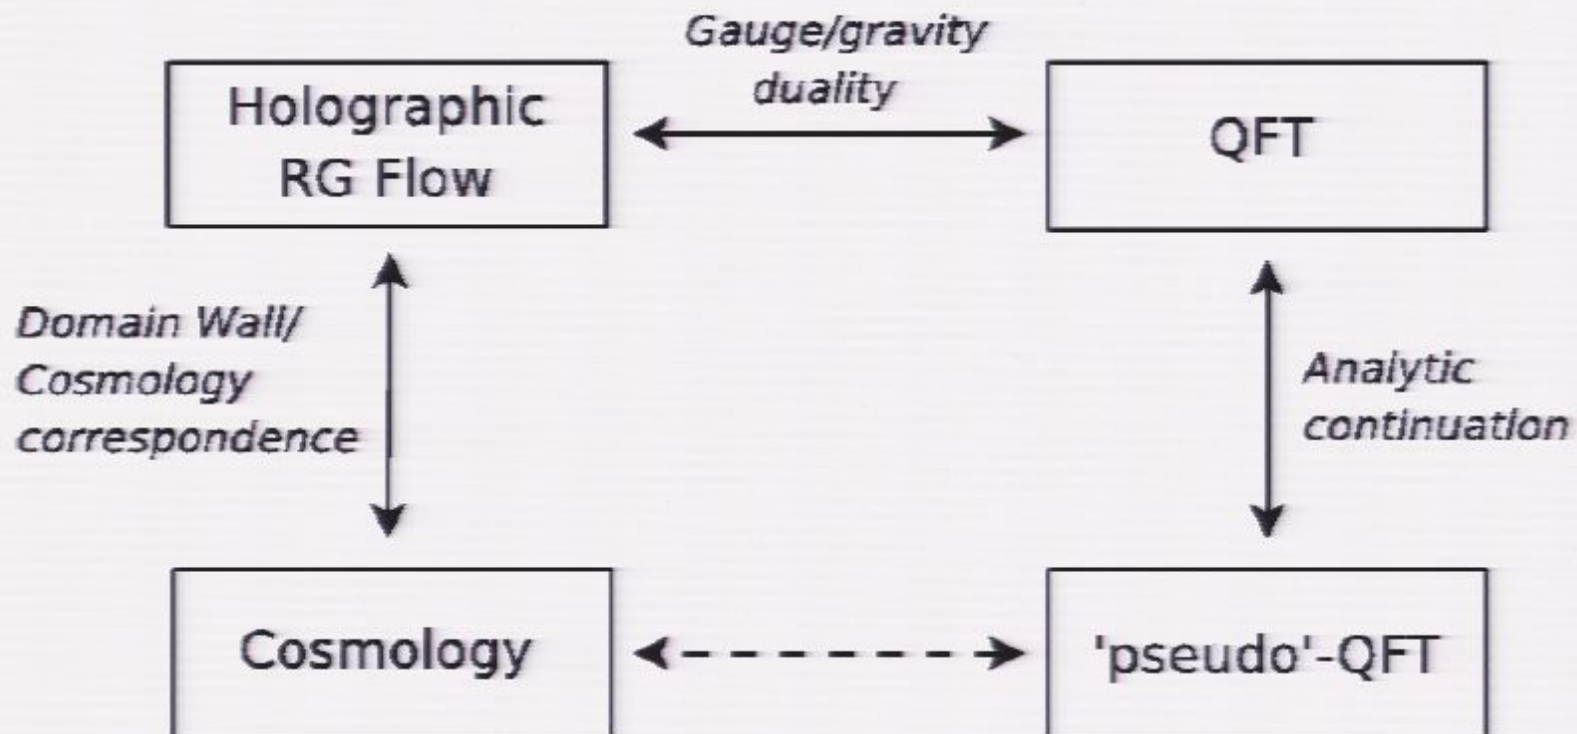 Gauge/gravity
duality
Holographic
RG Flow
QFT
Domain Wall/
Cosmology
correspondence
Analytic
continuation
Cosmology
'pseudo'-QFT